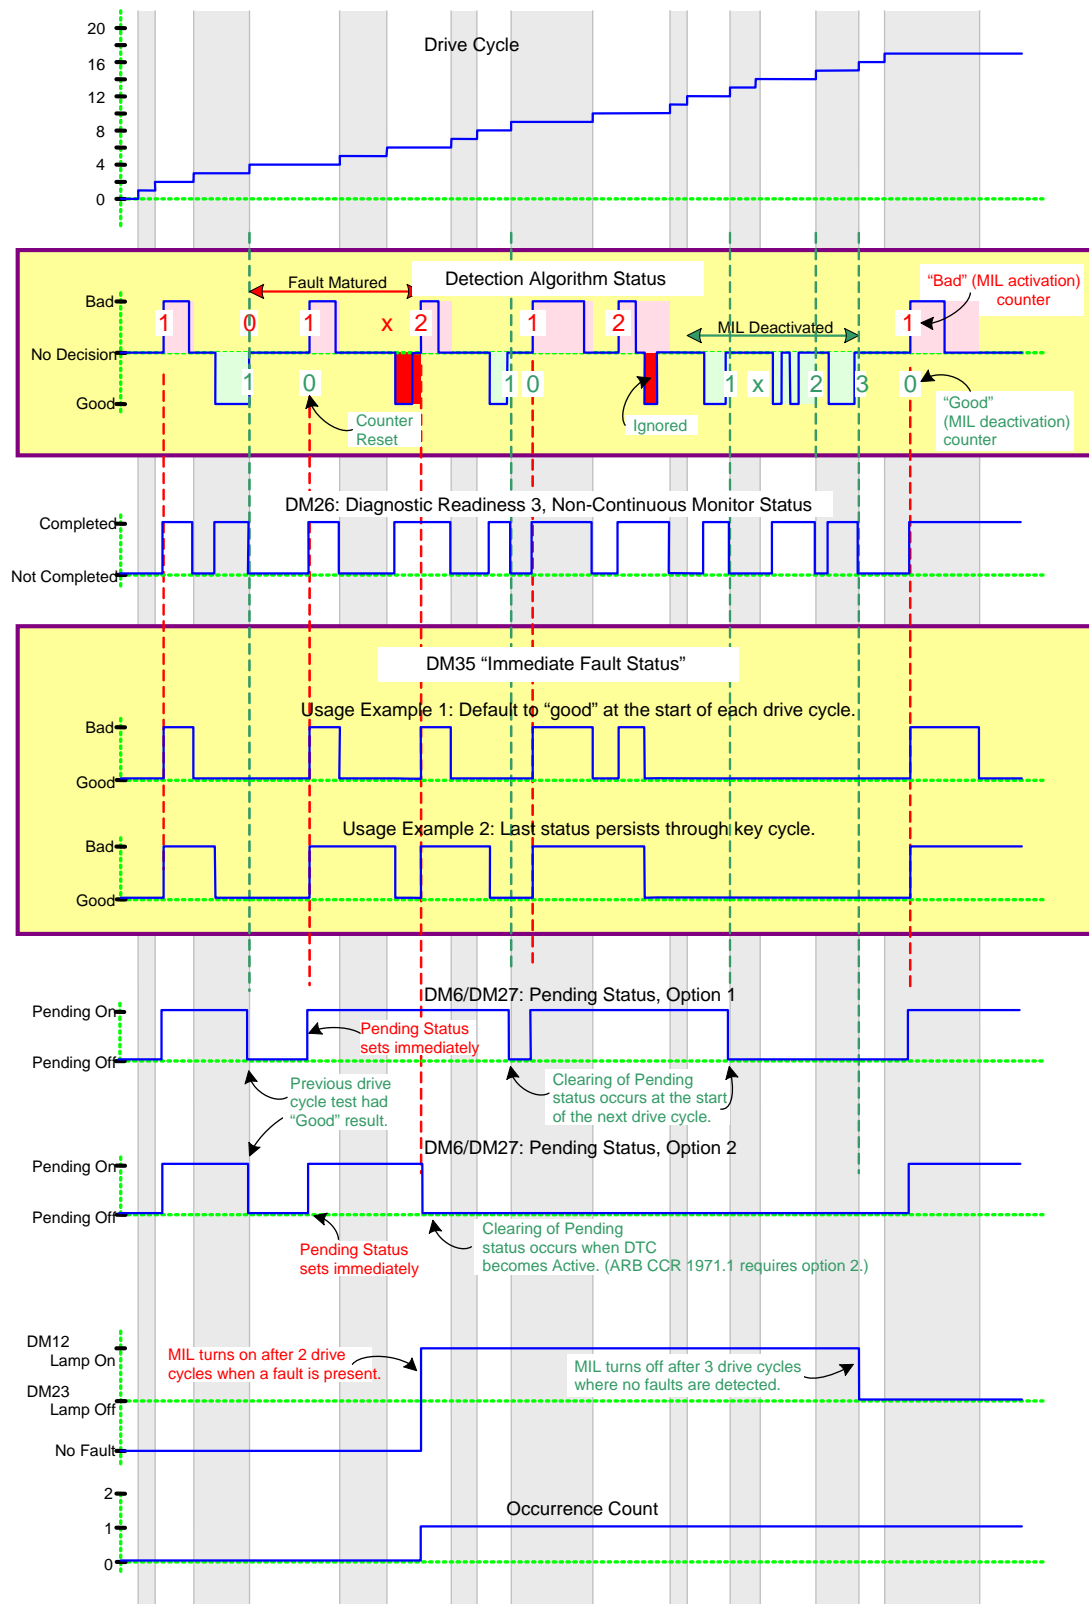 20
16
12
8
4
0
Drive Cycle
Detection Algorithm Status
Fault Matured
"Bad" (MIL activation)
counter
Bad
No Decision
Good
1 0 1 x 2 1 2 1
MIL Deactivated
1 0 1 0 1 x 2 3 0
Counter
Reset
Ignored
"Good"
(MIL deactivation)
counter
DM26: Diagnostic Readiness 3, Non-Continuous Monitor Status
Completed
Not Completed
DM35 "Immediate Fault Status"
Usage Example 1: Default to "good" at the start of each drive cycle.
Bad
Good
Usage Example 2: Last status persists through key cycle.
Bad
Good
DM6/DM27: Pending Status, Option 1
Pending On
Pending Off
Pending Status
sets immediately
Previous drive
cycle test had
"Good" result.
Clearing of Pending
status occurs at the start
of the next drive cycle.
DM6/DM27: Pending Status, Option 2
Pending On
Pending Off
Pending Status
sets immediately
Clearing of Pending
status occurs when DTC
becomes Active. (ARB CCR 1971.1 requires option 2.)
DM12
Lamp On
DM23
Lamp Off
No Fault
MIL turns on after 2 drive
cycles when a fault is present.
MIL turns off after 3 drive cycles
where no faults are detected.
Occurrence Count
2
1
0